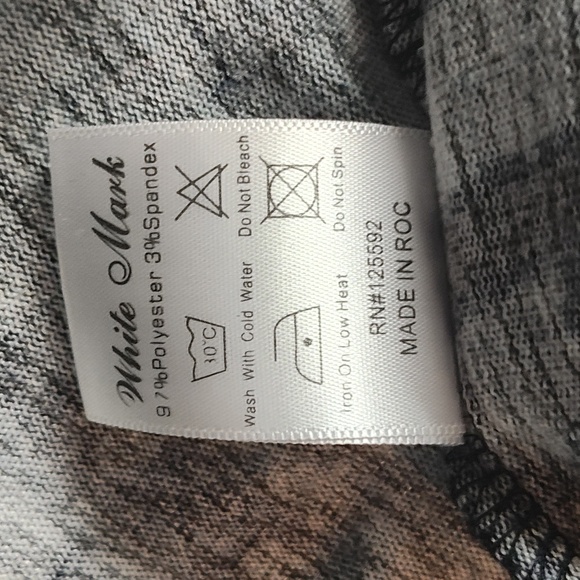 White Mark
97%Polyester 3%Spandex
30°C
Wash With Cold Water
Do Not Bleach
Iron On Low Heat
Do Not Spin
RN#125592
MADE IN ROC